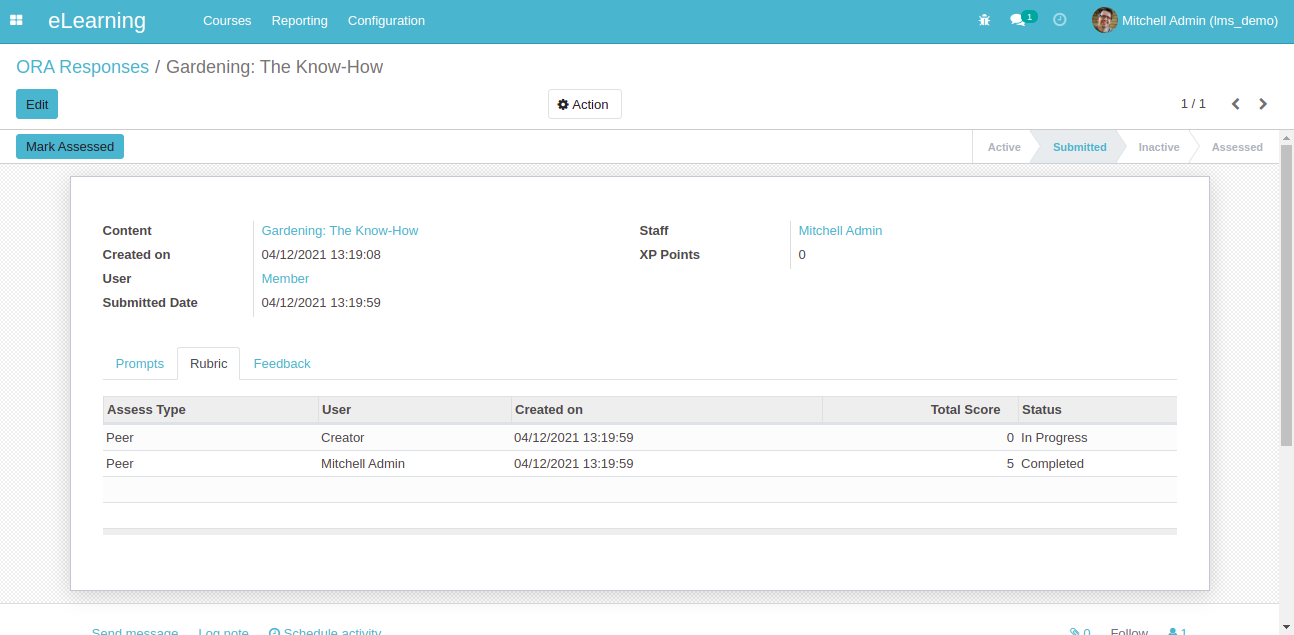 eLearning Courses Reporting Configuration 1 Mitchell Admin (lms_demo)
ORA Responses / Gardening: The Know-How
Edit Action 1 / 1
Mark Assessed Active Submitted Inactive Assessed
Content Gardening: The Know-How Staff Mitchell Admin
Created on 04/12/2021 13:19:08 XP Points 0
User Member
Submitted Date 04/12/2021 13:19:59
Prompts Rubric Feedback
Assess Type User Created on Total Score Status
Peer Creator 04/12/2021 13:19:59 0 In Progress
Peer Mitchell Admin 04/12/2021 13:19:59 5 Completed
Send message Log note Schedule activity 0 Follow 1